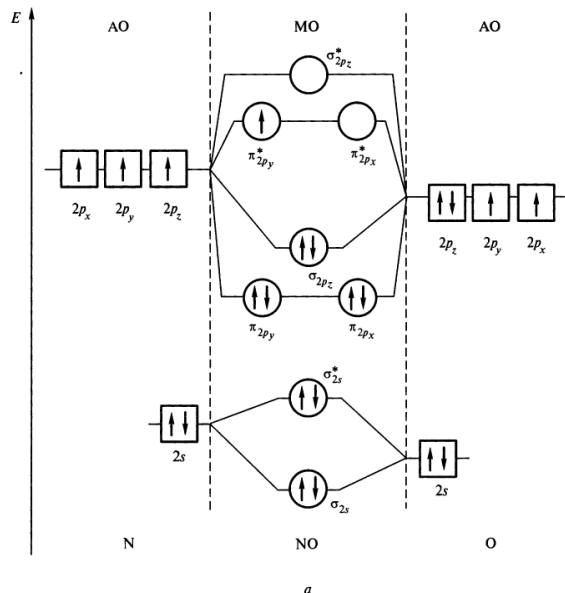 E
AO
MO
AO
σ*2pz
π*2py
π*2px
2px
2py
2pz
σ2pz
2pz
2py
2px
π2py
π2px
σ*2s
2s
2s
σ2s
N
NO
O
a